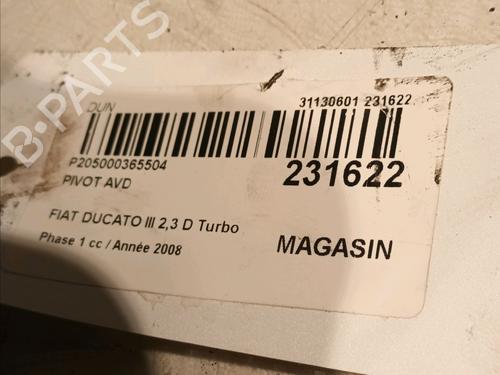 B-PARTS
31130601 231622
P205000365504
PIVOT AVD
231622
FIAT DUCATO III 2,3 D Turbo
Phase 1 cc / Année 2008
MAGASIN